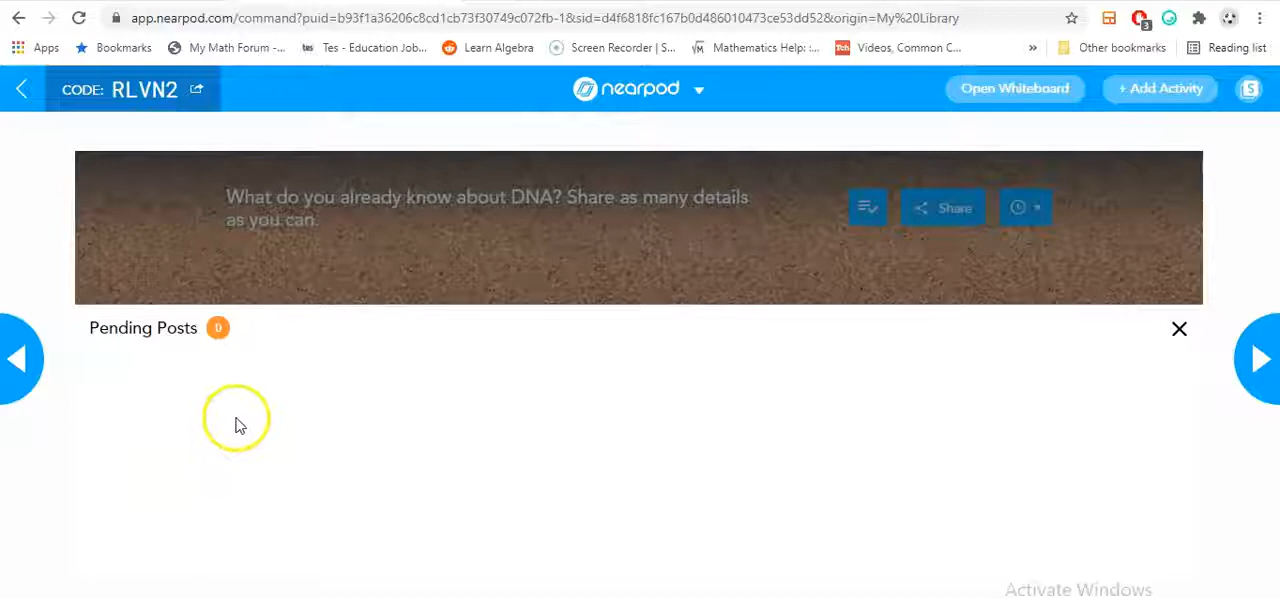 app.nearpod.com/command?puid=b93f1a36206c8cd1cb73f30749c072fb-1&sid=d4f6818fc167b0d486010473ce53dd52&origin=My%20Library
3
Apps Bookmarks My Math Forum -... tes Tes - Education Job... Learn Algebra Screen Recorder | S... Mathematics Help: :... Tch Videos, Common C... » Other bookmarks Reading list
CODE: RLVN2 nearpod Open Whiteboard + Add Activity S
What do you already know about DNA? Share as many details
as you can.
Share
Pending Posts 0
Activate Windows